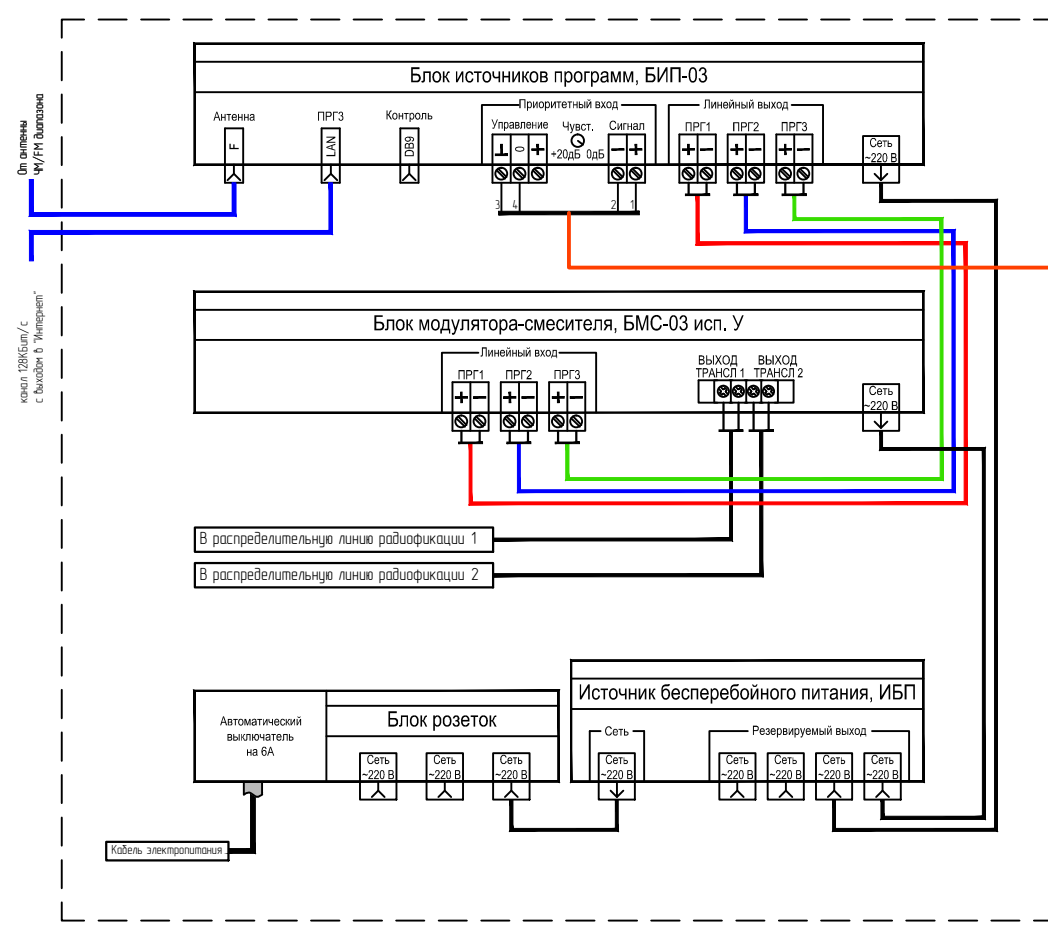 Блок источников программ, БИП-03
От антенны
ЧМ/FM диапазона
Антенна
ПРГ3
Контроль
Приоритетный вход
Линейный выход
Управление
Чувст.
Сигнал
ПРГ1
ПРГ2
ПРГ3
F
LAN
DB9
⊥ 0 +
+20дБ 0дБ
− +
+ −
+ −
+ −
Сеть
~220 В
3 4
2 1
канал 128КБит/с
с выходом в "Интернет"
Блок модулятора-смесителя, БМС-03 исп. У
Линейный вход
ПРГ1
ПРГ2
ПРГ3
+ −
+ −
+ −
ВЫХОД
ТРАНСЛ 1
ВЫХОД
ТРАНСЛ 2
Сеть
~220 В
В распределительную линию радиофикации 1
В распределительную линию радиофикации 2
Автоматический
выключатель
на 6А
Блок розеток
Сеть
~220 В
Сеть
~220 В
Сеть
~220 В
Источник бесперебойного питания, ИБП
Сеть
Резервируемый выход
Сеть
~220 В
Сеть
~220 В
Сеть
~220 В
Сеть
~220 В
Сеть
~220 В
Кабель электропитания